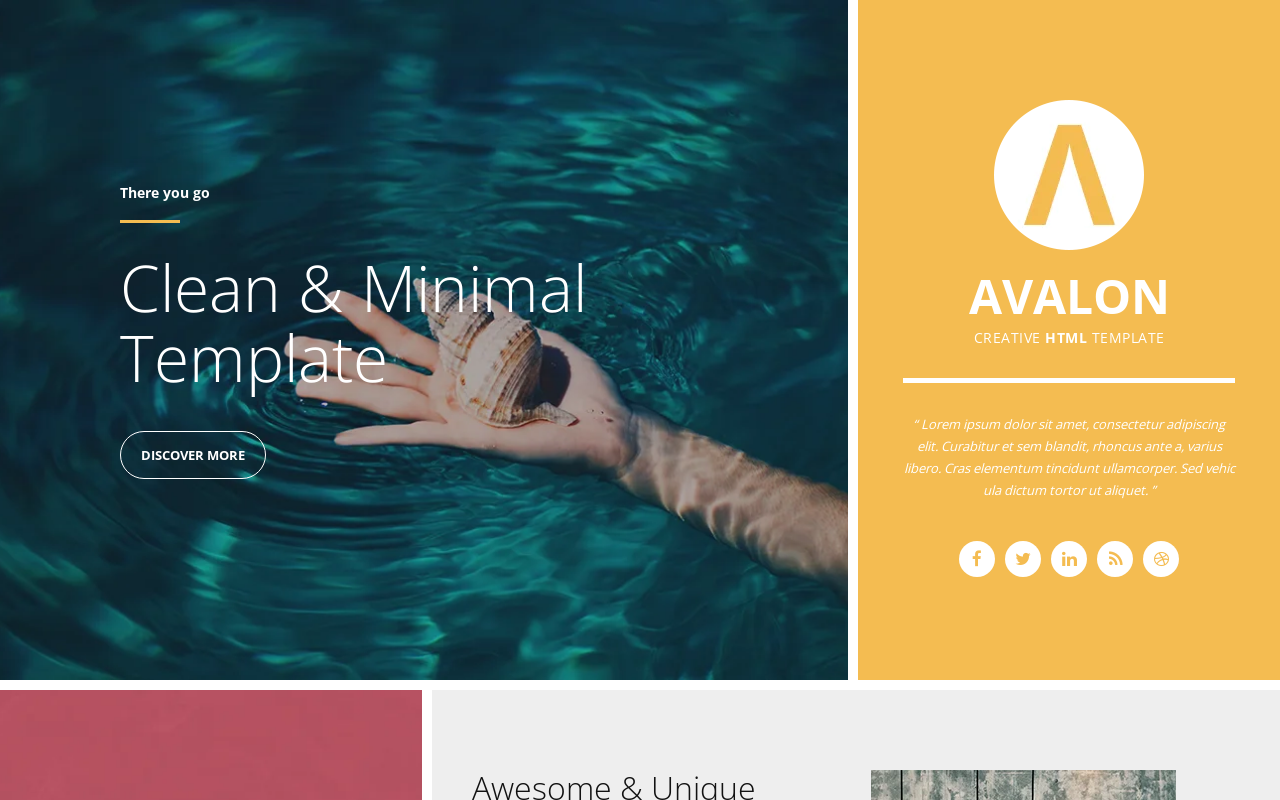 There you go
Clean & Minimal
Template
DISCOVER MORE
AVALON
CREATIVE HTML TEMPLATE
“ Lorem ipsum dolor sit amet, consectetur adipiscing
elit. Curabitur et sem blandit, rhoncus ante a, varius
libero. Cras elementum tincidunt ullamcorper. Sed vehic
ula dictum tortor ut aliquet. ”
Awesome & Unique